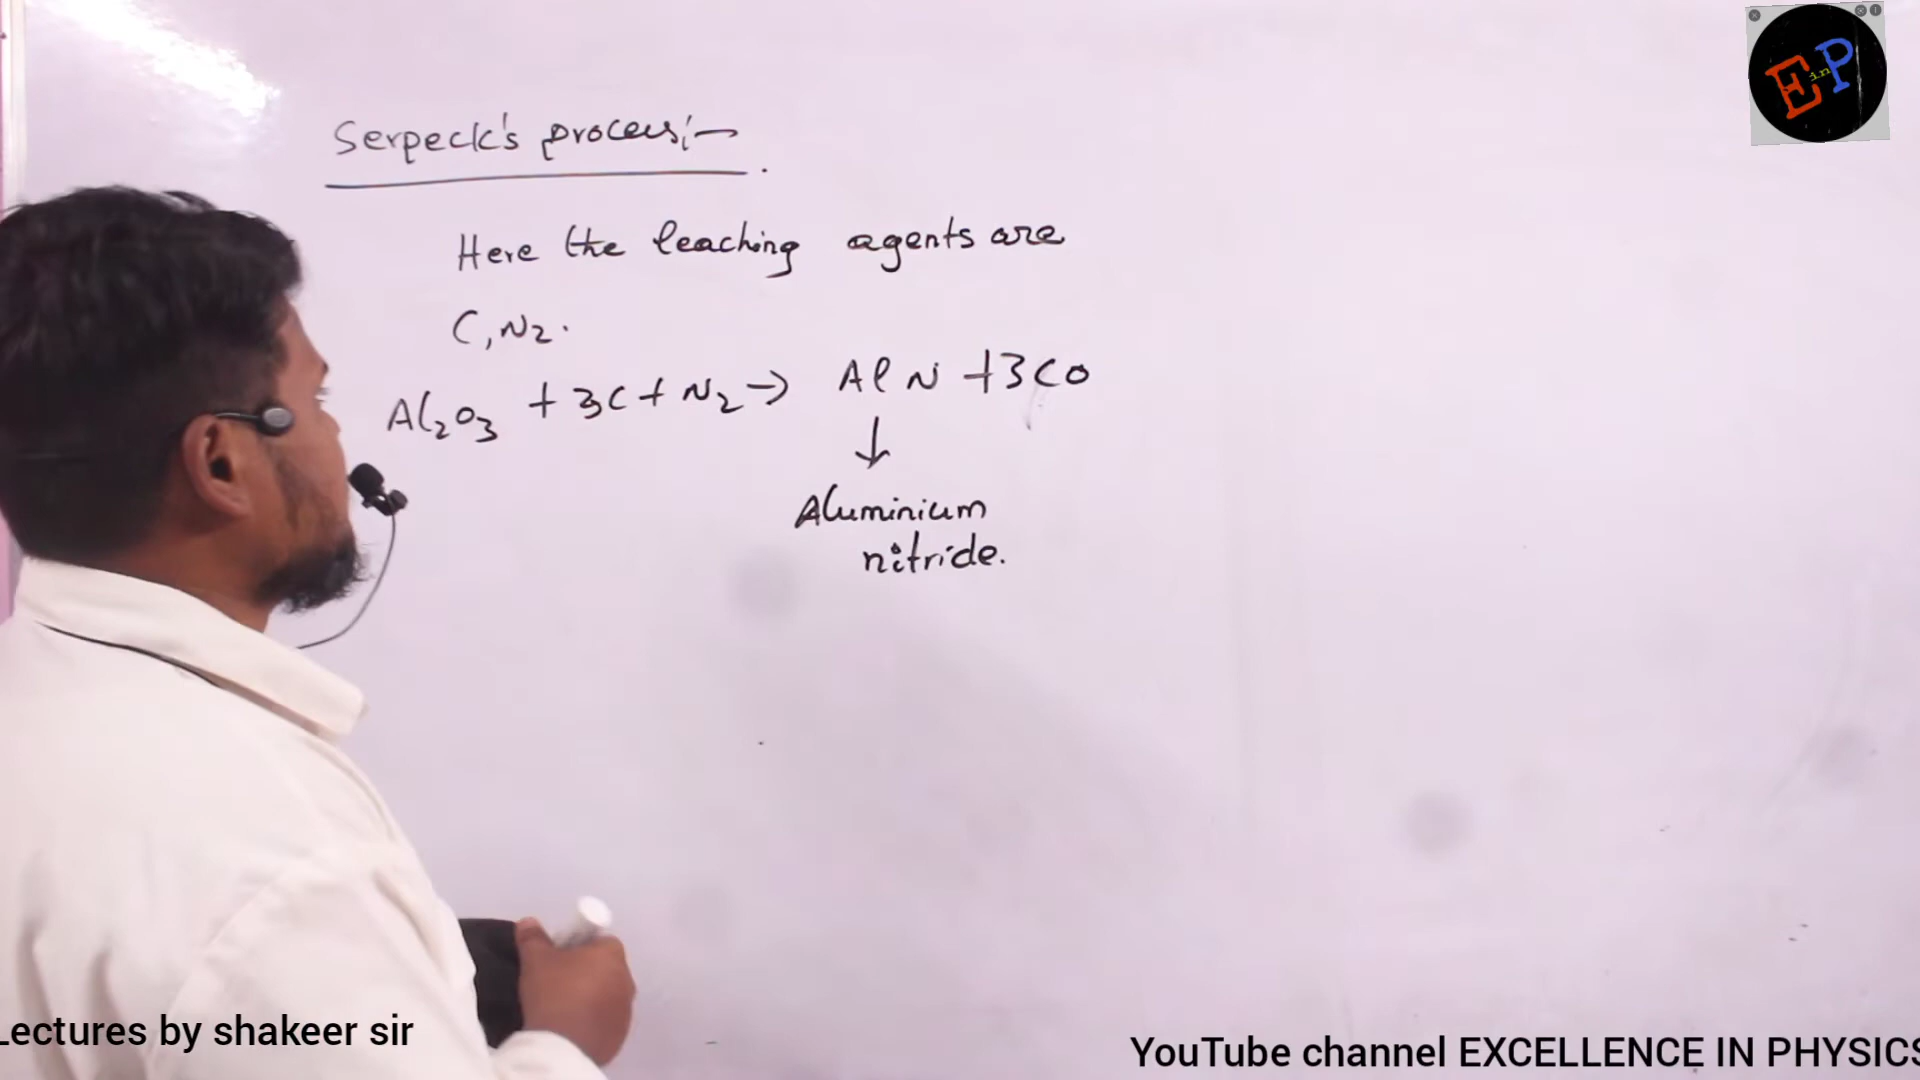 Serpeck's process:-
Here the leaching agents are
C, N2.
Al2O3 + 3C + N2 → AlN + 3CO
↓
Aluminium
nitride.
E in P
Lectures by shakeer sir
YouTube channel EXCELLENCE IN PHYSICS